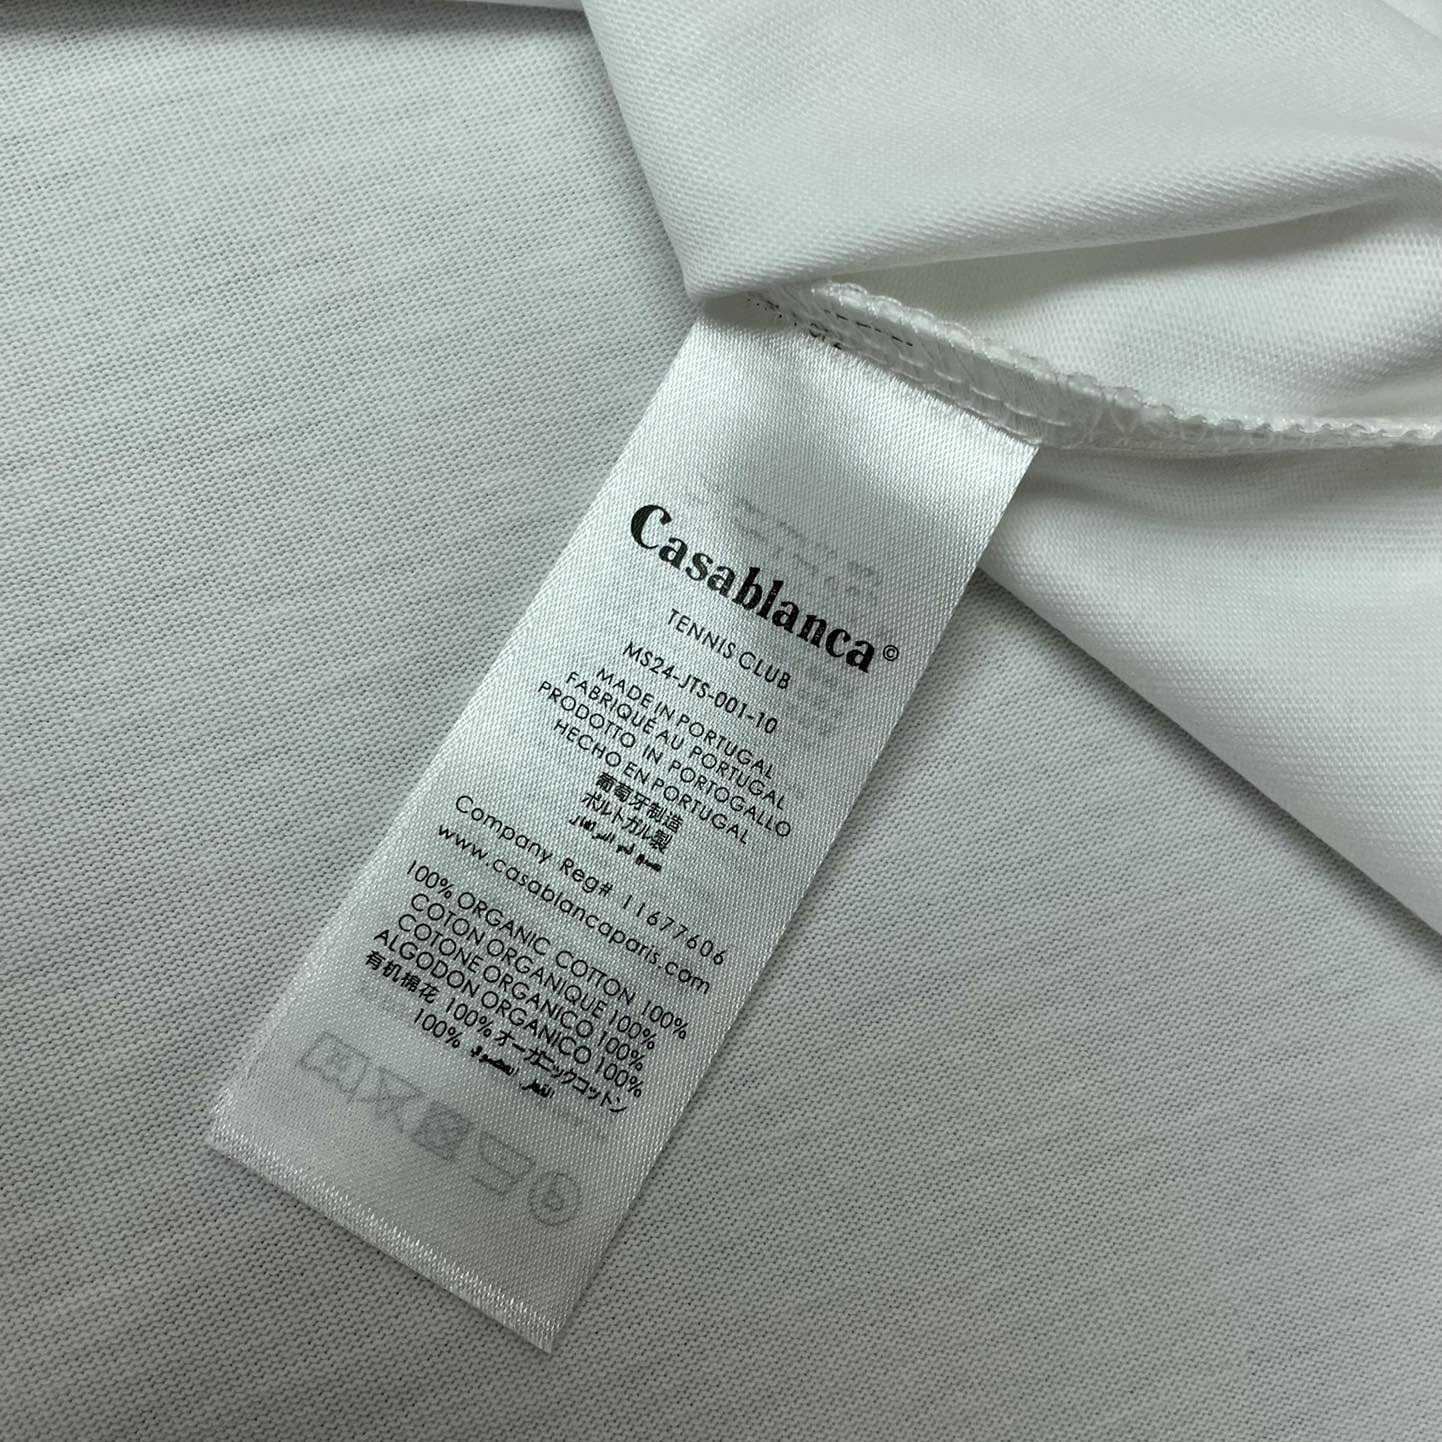 Casablanca©
TENNIS CLUB
MS24-JTS-001-10
MADE IN PORTUGAL
FABRIQUÉ AU PORTUGAL
PRODOTTO IN PORTOGALLO
HECHO EN PORTUGAL
葡萄牙制造
ポルトガル製
Company Reg# 11677606
www.casablancaparis.com
100% ORGANIC COTTON 100%
COTON ORGANIQUE 100%
COTONE ORGANICO 100%
ALGODON ORGANICO 100%
有机棉花 100% オーガニックコットン
100% القطن العضوي